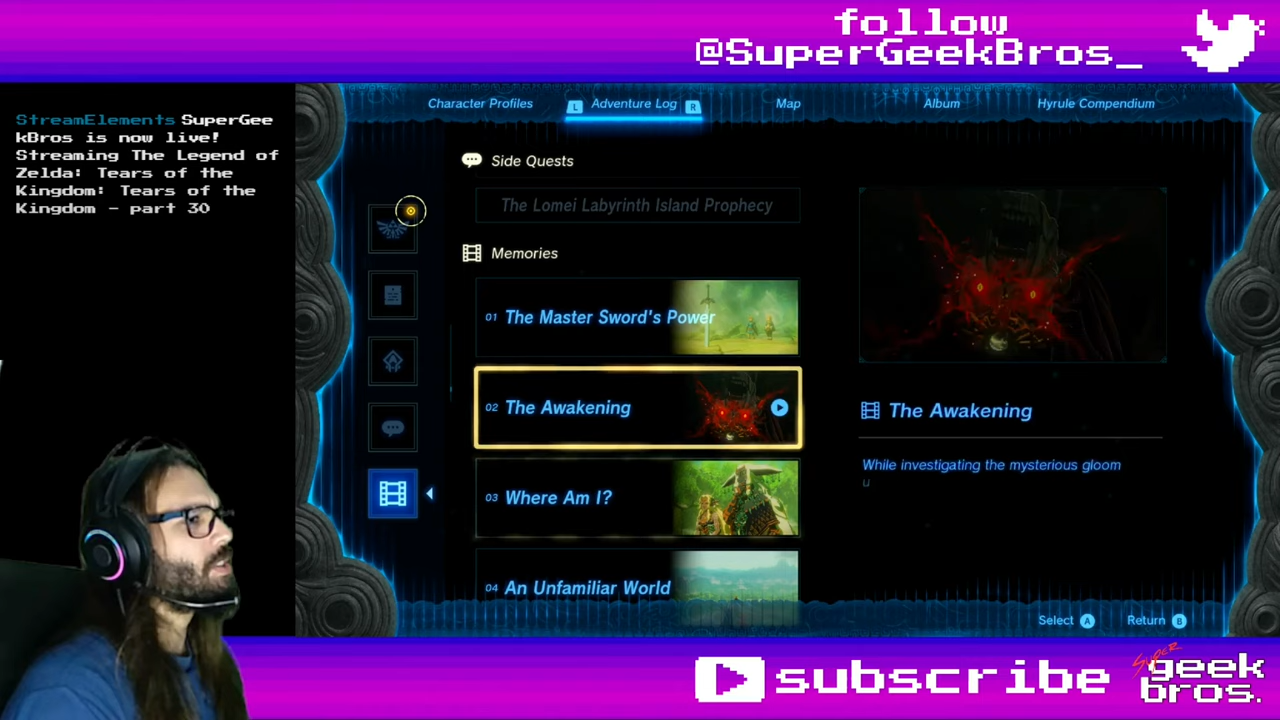 follow
@SuperGeekBros_
StreamElements SuperGee
kBros is now live!
Streaming The Legend of
Zelda: Tears of the
Kingdom: Tears of the
Kingdom - part 30
Character Profiles
L Adventure Log R
Map
Album
Hyrule Compendium
Side Quests
The Lomei Labyrinth Island Prophecy
Memories
01 The Master Sword's Power
02 The Awakening
03 Where Am I?
04 An Unfamiliar World
The Awakening
While investigating the mysterious gloom
u
Select A
Return B
subscribe
Super
geek
bros.